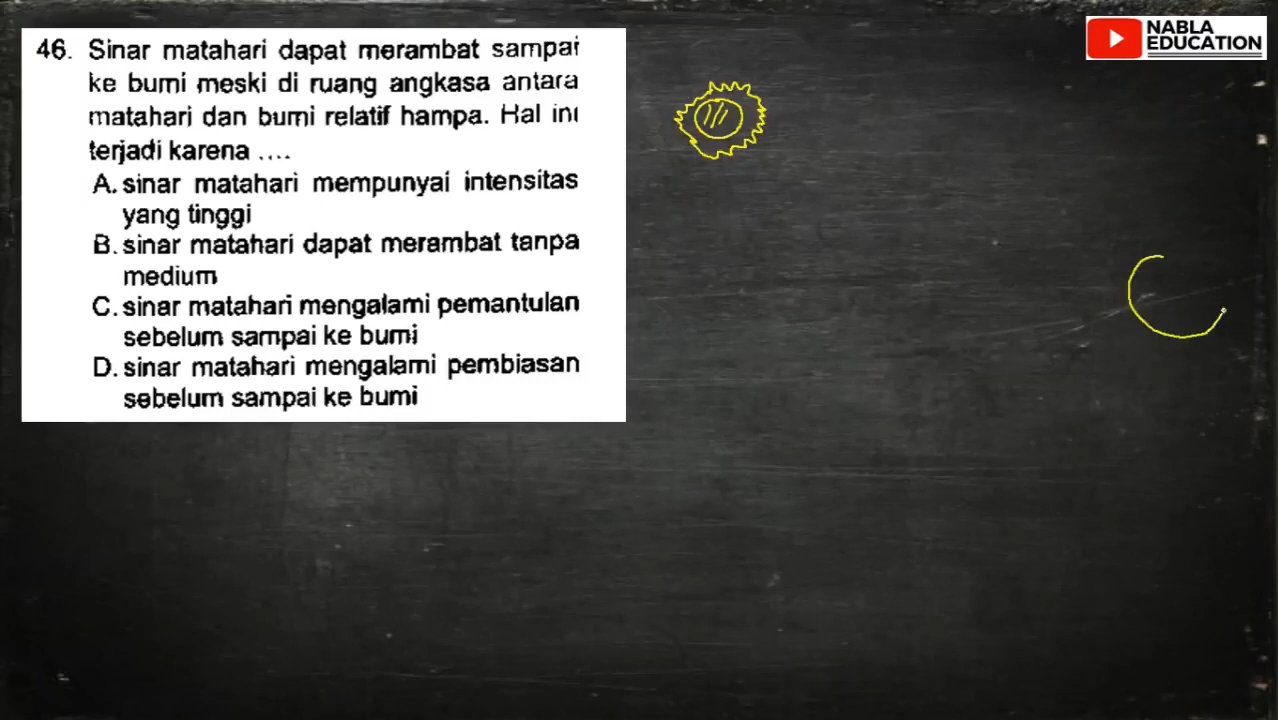 NABLA
EDUCATION
46. Sinar matahari dapat merambat sampai
ke bumi meski di ruang angkasa antara
matahari dan bumi relatif hampa. Hal ini
terjadi karena ....
A. sinar matahari mempunyai intensitas
yang tinggi
B. sinar matahari dapat merambat tanpa
medium
C. sinar matahari mengalami pemantulan
sebelum sampai ke bumi
D. sinar matahari mengalami pembiasan
sebelum sampai ke bumi